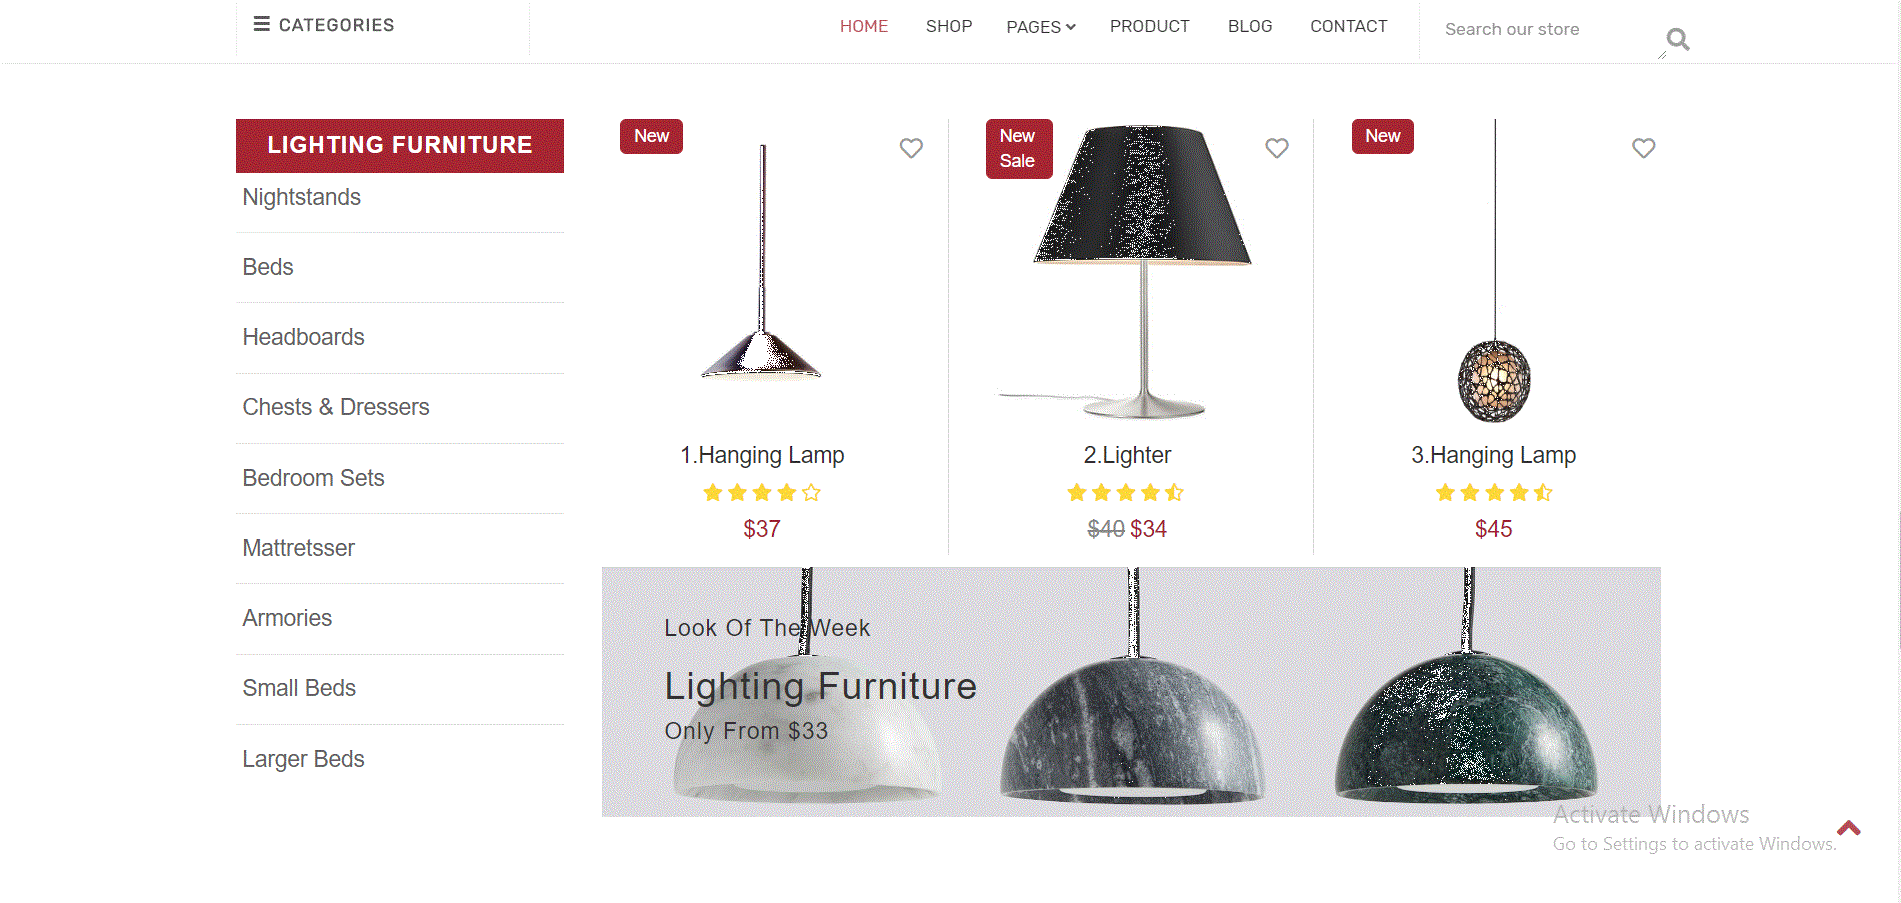 CATEGORIES
HOME SHOP PAGES PRODUCT BLOG CONTACT
Search our store
LIGHTING FURNITURE
Nightstands
Beds
Headboards
Chests & Dressers
Bedroom Sets
Mattretsser
Armories
Small Beds
Larger Beds
New
1.Hanging Lamp
$37
New
Sale
2.Lighter
$40 $34
New
3.Hanging Lamp
$45
Look Of The Week
Lighting Furniture
Only From $33
Activate Windows
Go to Settings to activate Windows.